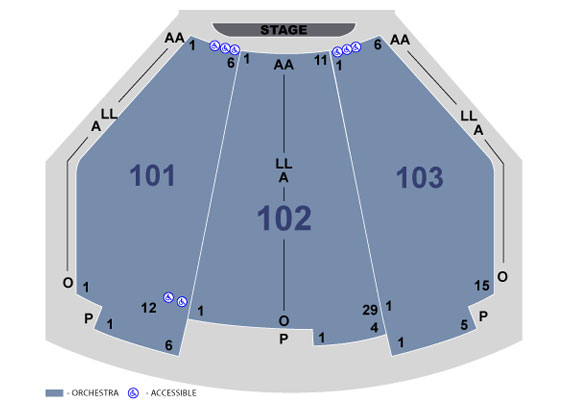 STAGE
AA 1 6 1 AA 11 1 6 AA
LL
A
LL
A
LL
A
101 102 103
O 1 12 1 O 29 1 15 O
P 1 6 P 1 4 1 5 P
- ORCHESTRA - ACCESSIBLE